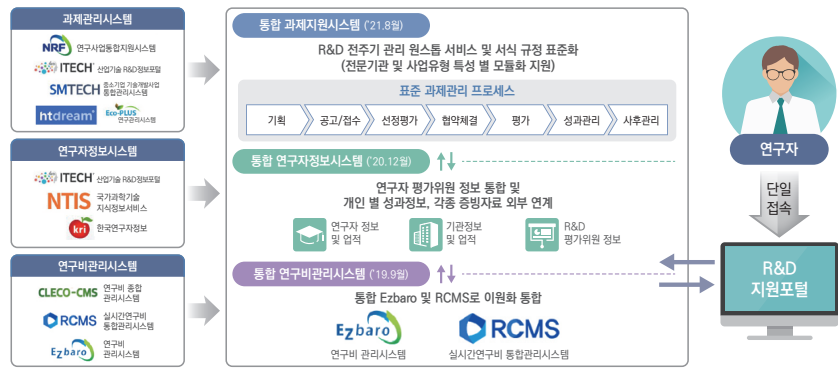 과제관리시스템
NRF 연구사업통합지원시스템
ITECH 산업기술 R&D정보포털
SMTECH 중소기업 기술개발사업
통합관리시스템
htdream
Eco-PLUS
연구관리시스템
연구자정보시스템
ITECH 산업기술 R&D정보포털
NTIS 국가과학기술
지식정보서비스
kri 한국연구자정보
연구비관리시스템
CLECO-CMS 연구비 종합
관리시스템
RCMS 실시간연구비
통합관리시스템
Ezbaro 연구비
관리시스템
통합 과제지원시스템 ('21.8월)
R&D 전주기 관리 원스톱 서비스 및 서식 규정 표준화
(전문기관 및 사업유형 특성 별 모듈화 지원)
표준 과제관리 프로세스
기획 공고/접수 선정평가 협약체결 평가 성과관리 사후관리
통합 연구자정보시스템 ('20.12월)
연구자 평가위원 정보 통합 및
개인 별 성과정보, 각종 증빙자료 외부 연계
연구자 정보
및 업적
기관정보
및 업적
R&D
평가위원 정보
통합 연구비관리시스템 ('19.9월)
통합 Ezbaro 및 RCMS로 이원화 통합
Ezbaro
연구비 관리시스템
RCMS
실시간연구비 통합관리시스템
연구자
단일
접속
R&D
지원포털